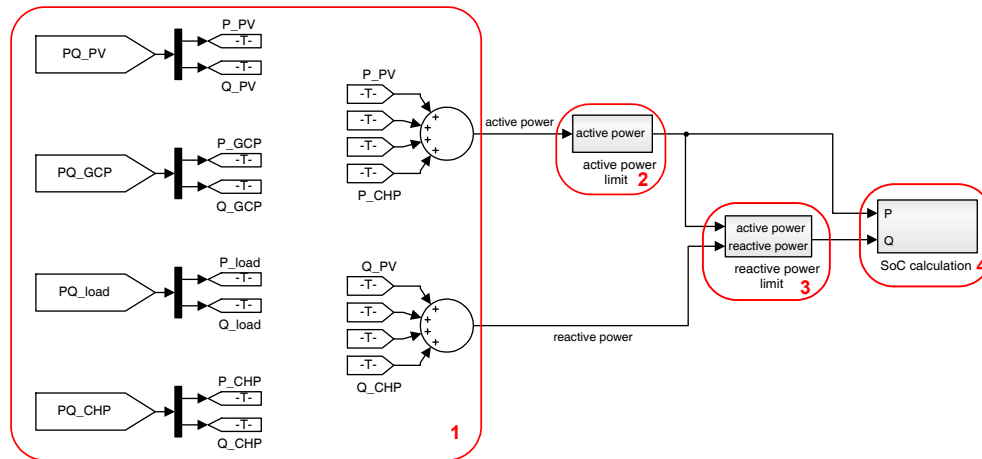 P_PV
PQ_PV
-T-
-T-
Q_PV
P_GCP
PQ_GCP
-T-
-T-
Q_GCP
P_load
PQ_load
-T-
-T-
Q_load
P_CHP
PQ_CHP
-T-
-T-
Q_CHP
P_PV
-T-
-T-
-T-
-T-
P_CHP
+
+
+
+
Q_PV
-T-
-T-
-T-
-T-
Q_CHP
+
+
+
+
1
active power
reactive power
active power
active power
limit 2
active power
reactive power
reactive power
limit 3
P
Q
SoC calculation 4